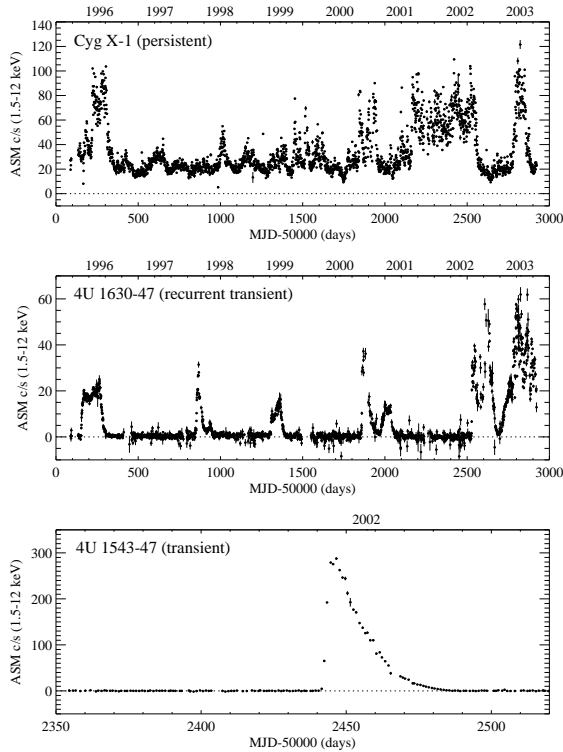 1996 1997 1998 1999 2000 2001 2002 2003
140
Cyg X-1 (persistent)
120
100
80
60
40
20
0
ASM c/s (1.5-12 keV)
0 500 1000 1500 2000 2500 3000
MJD-50000 (days)
1996 1997 1998 1999 2000 2001 2002 2003
4U 1630-47 (recurrent transient)
60
40
20
0
ASM c/s (1.5-12 keV)
0 500 1000 1500 2000 2500 3000
MJD-50000 (days)
2002
4U 1543-47 (transient)
300
200
100
0
ASM c/s (1.5-12 keV)
2350 2400 2450 2500
MJD-50000 (days)